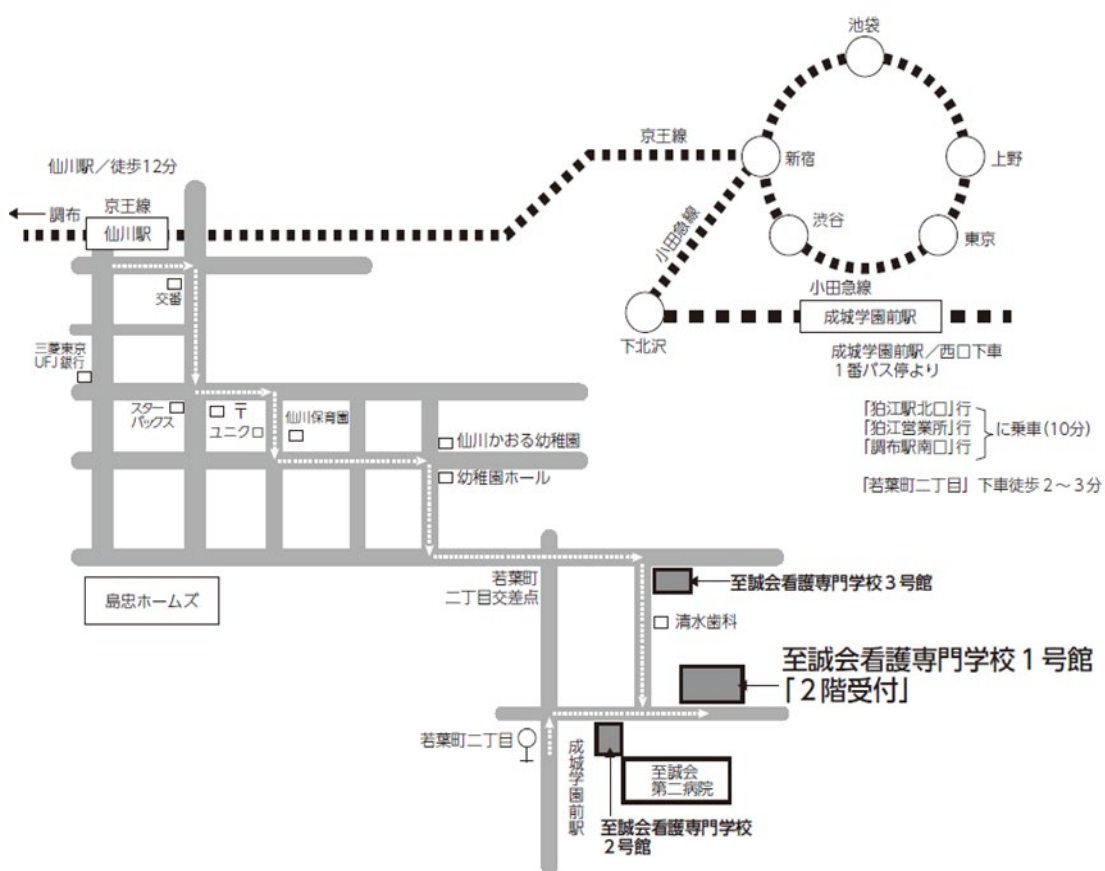 池袋
京王線
新宿
上野
仙川駅/徒歩12分
←調布
京王線
仙川駅
小田急線
渋谷
東京
交番
小田急線
成城学園前駅
下北沢
三菱東京
UFJ銀行
成城学園前駅/西口下車
1番バス停より
スター
バックス
〒
ユニクロ
仙川保育園
「狛江駅北口」行
「狛江営業所」行
「調布駅南口」行
に乗車(10分)
仙川かおる幼稚園
幼稚園ホール
「若葉町二丁目」下車徒歩2~3分
島忠ホームズ
若葉町
二丁目交差点
至誠会看護専門学校3号館
清水歯科
至誠会看護専門学校1号館
「2階受付」
若葉町二丁目
成城学園前駅
至誠会
第二病院
至誠会看護専門学校
2号館